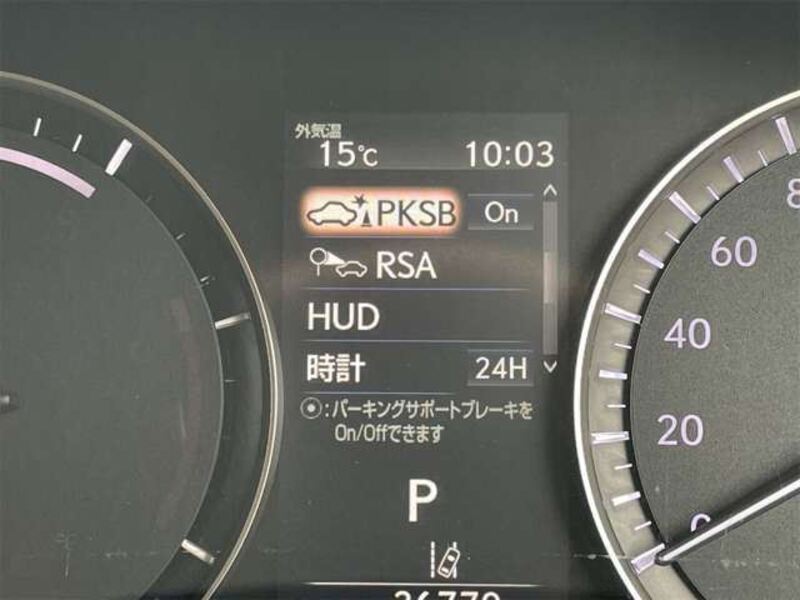 外気温
15℃ 10:03
PKSB On
RSA
HUD
時計 24H
⦿:パーキングサポートブレーキを
On/Offできます
P
8
60
40
20
0